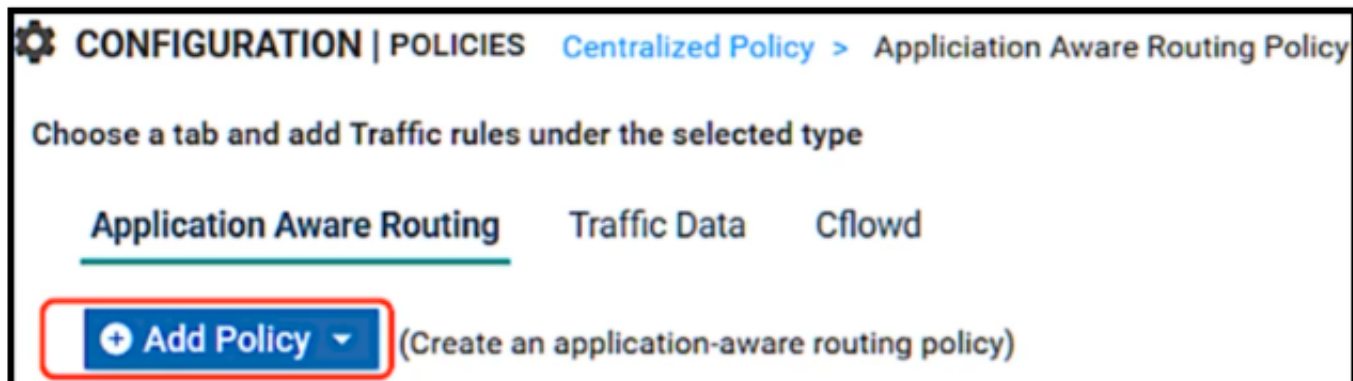 CONFIGURATION | POLICIES Centralized Policy > Appliciation Aware Routing Policy
Choose a tab and add Traffic rules under the selected type
Application Aware Routing Traffic Data Cflowd
Add Policy (Create an application-aware routing policy)